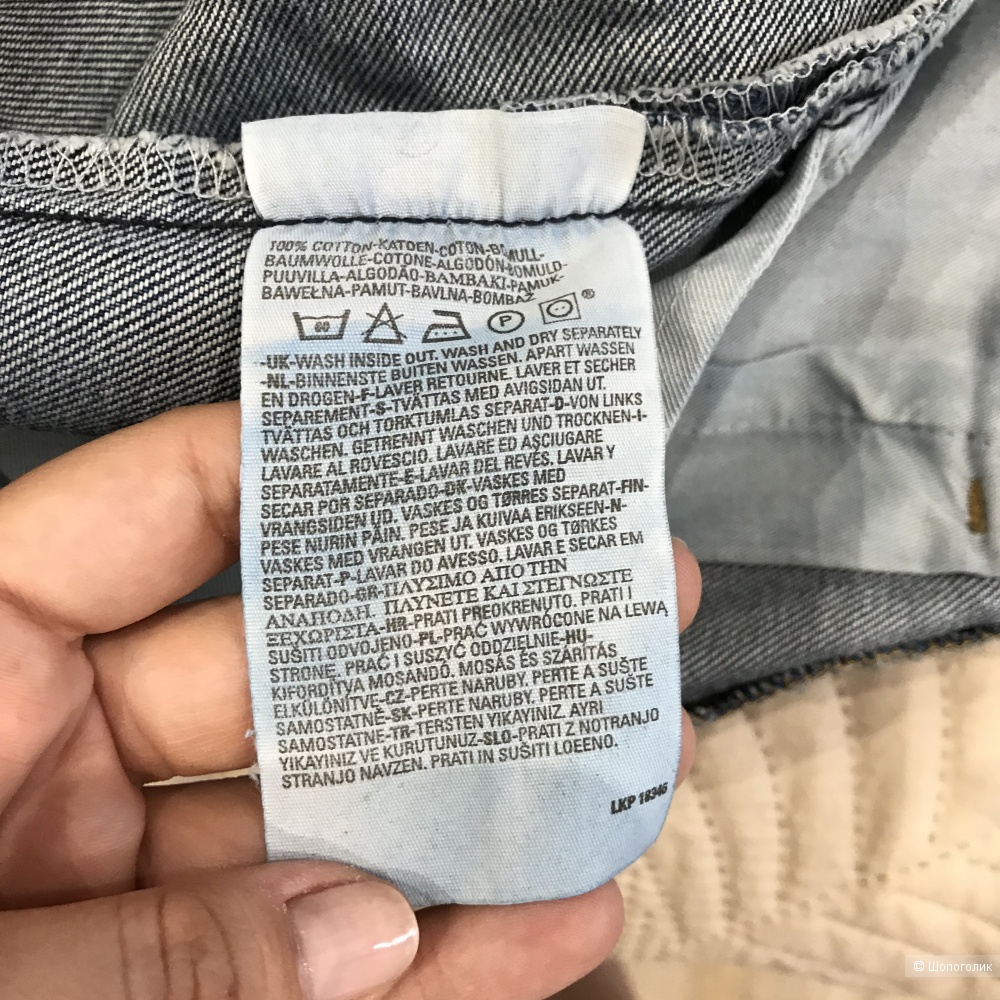 100% COTTON-KATOEN-COTON-BOMULL-
BAUMWOLLE-COTONE-ALGODÓN-BOMULD-
PUUVILLA-ALGODÃO-BAMBAKI-PAMUK-
BAWEŁNA-PAMUT-BAVLNA-BOMBAŽ
60 P ®
-UK-WASH INSIDE OUT. WASH AND DRY SEPARATELY
-NL-BINNENSTE BUITEN WASSEN. APART WASSEN
EN DROGEN-F-LAVER RETOURNE. LAVER ET SECHER
SEPAREMENT-S-TVÄTTAS MED AVIGSIDAN UT.
TVÄTTAS OCH TORKTUMLAS SEPARAT-D-VON LINKS
WASCHEN. GETRENNT WASCHEN UND TROCKNEN-I-
LAVARE AL ROVESCIO. LAVARE ED ASCIUGARE
SEPARATAMENTE-E-LAVAR DEL REVÉS. LAVAR Y
SECAR POR SEPARADO-DK-VASKES MED
VRANGSIDEN UD. VASKES OG TØRRES SEPARAT-FIN-
PESE NURIN PÄIN. PESE JA KUIVAA ERIKSEEN-N-
VASKES MED VRANGEN UT. VASKES OG TØRKES
SEPARAT-P-LAVAR DO AVESSO. LAVAR E SECAR EM
SEPARADO-GR-ΠΛΥΣΙΜΟ ΑΠΟ ΤΗΝ
ΑΝΑΠΟΔΗ. ΠΛΥΝΕΤΕ ΚΑΙ ΣΤΕΓΝΩΣΤΕ
ΞΕΧΩΡΙΣΤΑ-HR-PRATI PREOKRENUTO. PRATI I
SUŠITI ODVOJENO-PL-PRAĆ WYWRÓCONE NA LEWĄ
STRONĘ. PRAĆ I SUSZYĆ ODDZIELNIE-HU-
KIFORDÍTVA MOSANDÓ. MOSÁS ÉS SZÁRÍTÁS
ELKÜLÖNÍTVE-CZ-PERTE NARUBY. PERTE A SUŠTE
SAMOSTATNĚ-SK-PERTE NARUBY. PERTE A SUŠTE
SAMOSTATNE-TR-TERSTEN YIKAYINIZ. AYRI
YIKAYINIZ VE KURUTUNUZ-SLO-PRATI Z NOTRANJO
STRANJO NAVZEN. PRATI IN SUŠITI LOEENO.
LKP 18346
© Шопоголик